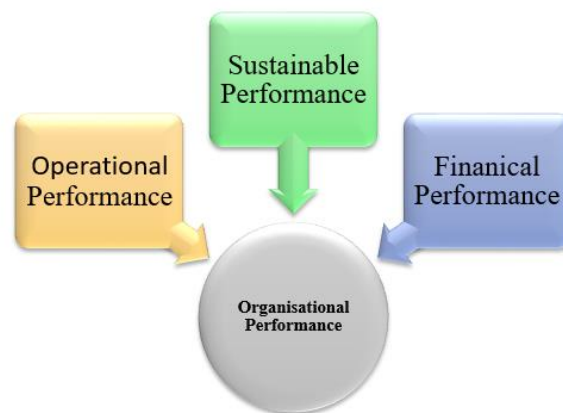 Sustainable
Performance
Operational
Performance
Finanical
Performance
Organisational
Performance